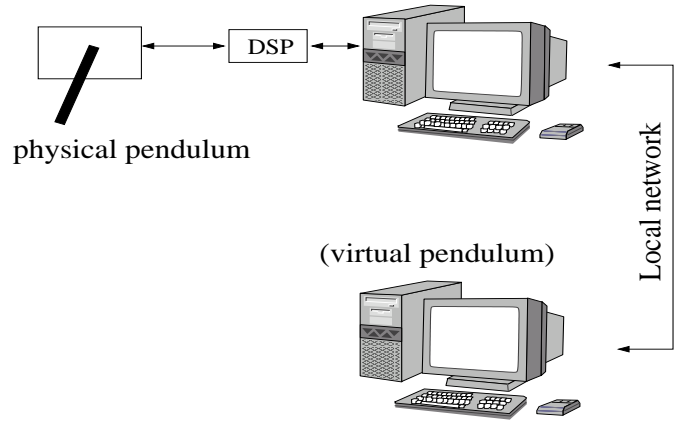 DSP
physical pendulum
(virtual pendulum)
Local network